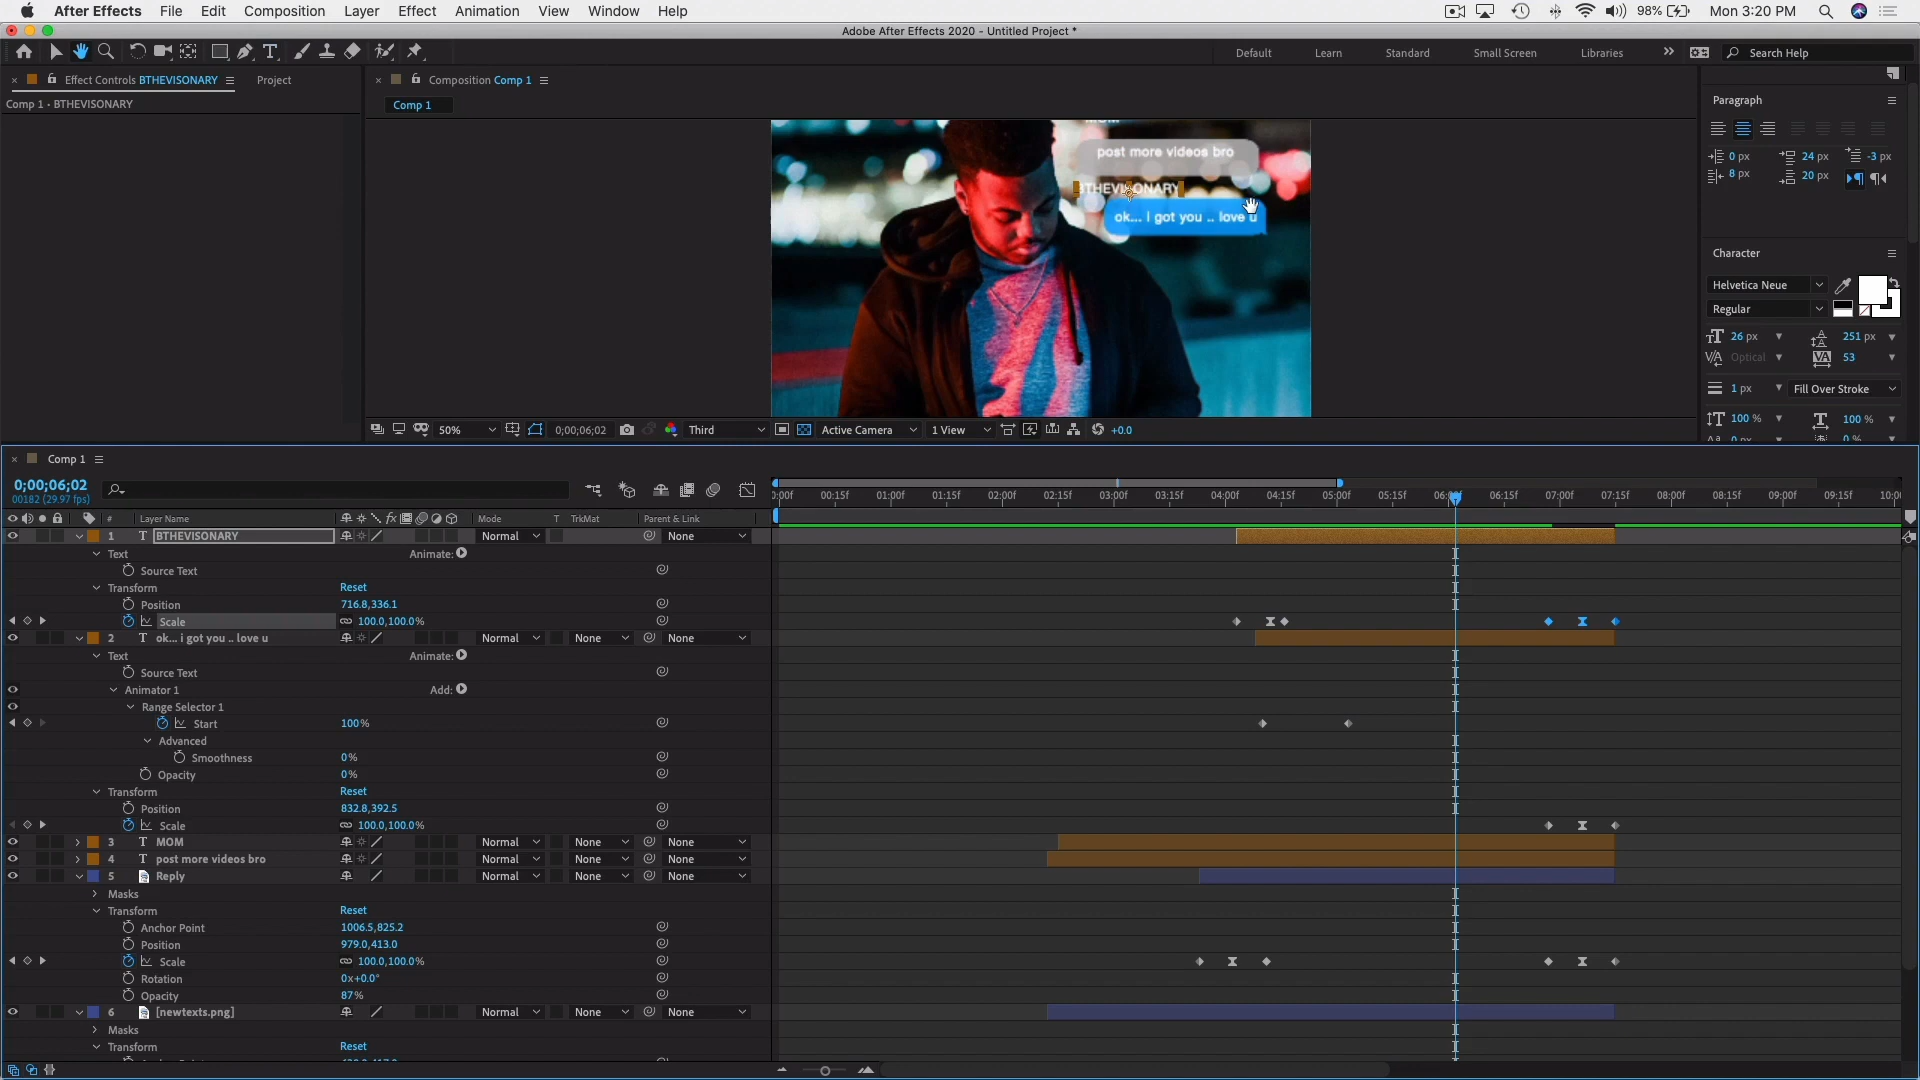 After Effects File Edit Composition Layer Effect Animation View Window Help 98% Mon 3:20 PM
Adobe After Effects 2020 - Untitled Project *
Default Learn Standard Small Screen Libraries Search Help
Effect Controls BTHEVISONARY Project
Composition Comp 1
Comp 1 • BTHEVISONARY
Comp 1
MOM
post more videos bro
BTHEVISONARY
ok... i got you .. love u
50% 0;00;06;02 Third Active Camera 1 View +0.0
Paragraph
0 px 24 px -3 px
8 px 20 px
Character
Helvetica Neue
Regular
26 px 251 px
Optical 53
1 px Fill Over Stroke
100 % 100 %
0 px 0 %
Comp 1
0;00;06;02
00182 (29.97 fps)
:00f 00:15f 01:00f 01:15f 02:00f 02:15f 03:00f 03:15f 04:00f 04:15f 05:00f 05:15f 06:15f 07:00f 07:15f 08:00f 08:15f 09:00f 09:15f 10:0
# Layer Name Mode T TrkMat Parent & Link
1 T BTHEVISONARY Normal None
Text Animate:
Source Text
Transform Reset
Position 716.8,336.1
Scale 100.0,100.0%
2 T ok... i got you .. love u Normal None None
Text Animate:
Source Text
Animator 1 Add:
Range Selector 1
Start 100%
Advanced
Smoothness 0%
Opacity 0%
Transform Reset
Position 832.8,392.5
Scale 100.0,100.0%
3 T MOM Normal None None
4 T post more videos bro Normal None None
5 Reply Normal None None
Masks
Transform Reset
Anchor Point 1006.5,825.2
Position 979.0,413.0
Scale 100.0,100.0%
Rotation 0x+0.0°
Opacity 87%
6 [newtexts.png] Normal None None
Masks
Transform Reset